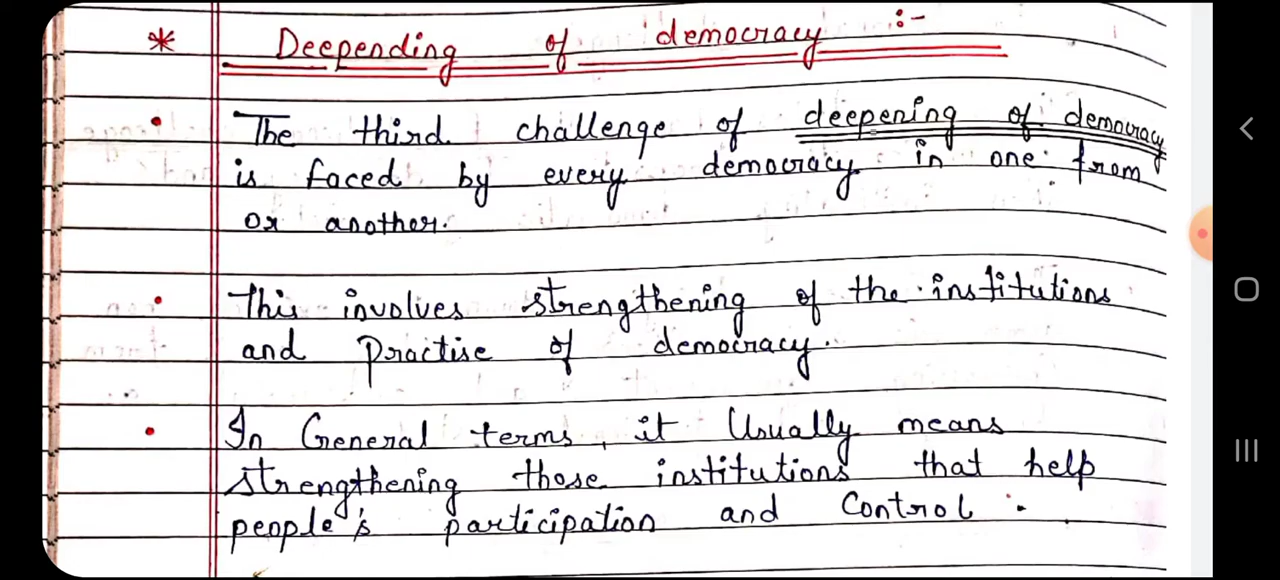 * Deepending of democracy :-
• The third challenge of deepening of democracy
is faced by every democracy in one from
or another.
• This involves strengthening of the institutions
and practise of democracy.
• In General terms, it Usually means
strengthening those institutions that help
people's participation and Control.